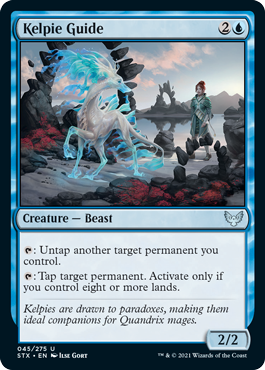 Kelpie Guide 2
Creature — Beast
: Untap another target permanent you
control.
: Tap target permanent. Activate only if
you control eight or more lands.
Kelpies are drawn to paradoxes, making them
ideal companions for Quandrix mages.
2/2
045/275 U
STX • EN ILSE GORT ™ & © 2021 Wizards of the Coast